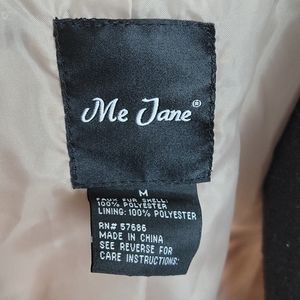 Me Jane®
M
FAUX FUR SHELL:
100% POLYESTER
LINING: 100% POLYESTER
RN# 57686
MADE IN CHINA
SEE REVERSE FOR
CARE INSTRUCTIONS: